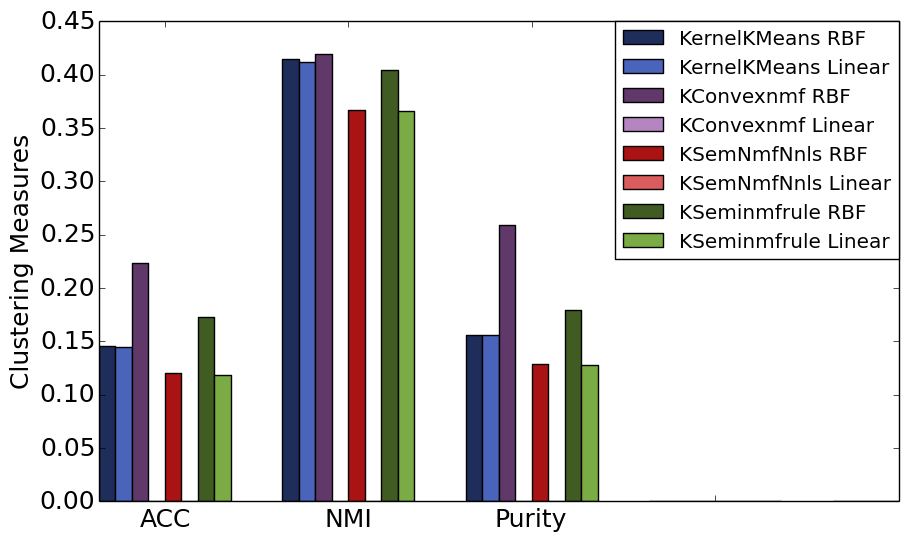 0.45
0.40
0.35
0.30
0.25
0.20
0.15
0.10
0.05
0.00
Clustering Measures
ACC
NMI
Purity
KernelKMeans RBF
KernelKMeans Linear
KConvexnmf RBF
KConvexnmf Linear
KSemNmfNnls RBF
KSemNmfNnls Linear
KSeminmfrule RBF
KSeminmfrule Linear